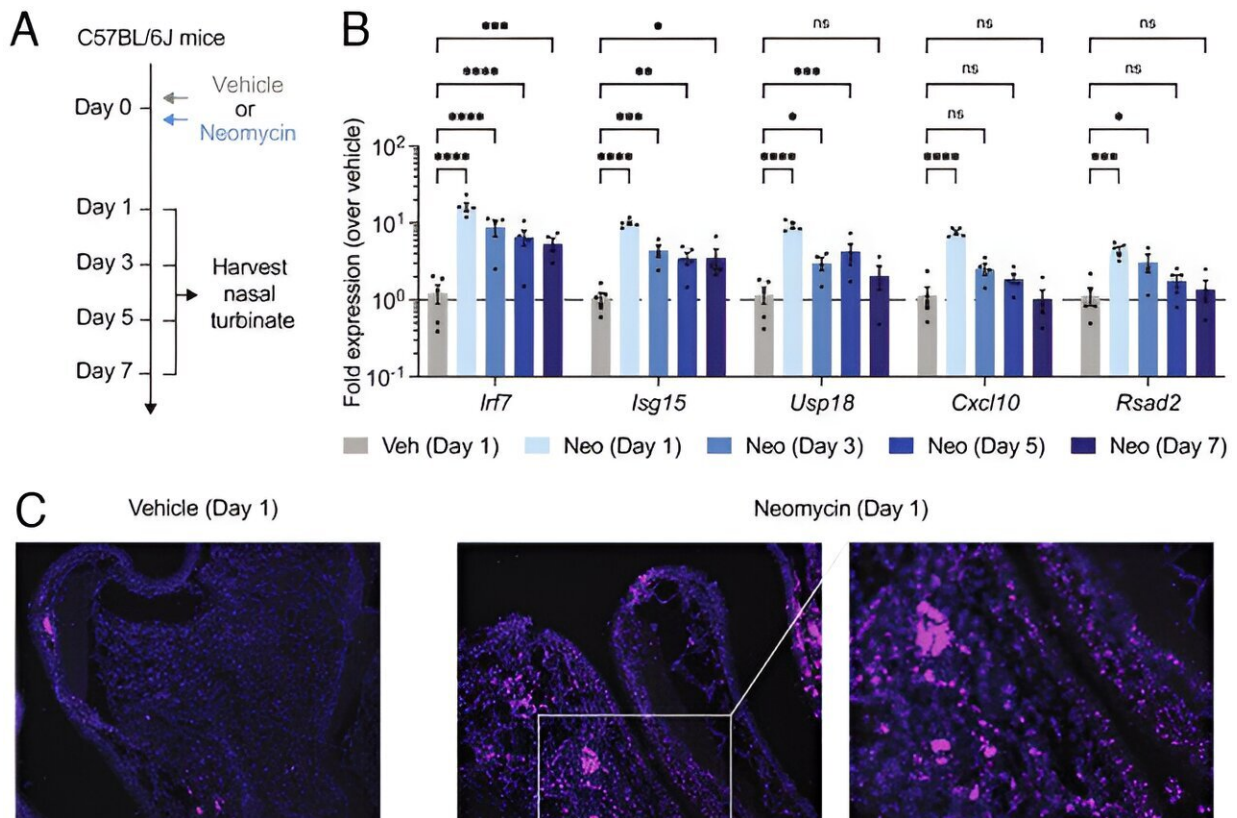 A
C57BL/6J mice
Day 0
Vehicle
or
Neomycin
Day 1
Day 3
Day 5
Day 7
Harvest
nasal
turbinate
B
Fold expression (over vehicle)
10²
10¹
10⁰
10⁻¹
*** * ns ns ns
**** ** *** ns ns
**** *** * ns *
**** **** **** **** ***
Irf7 Isg15 Usp18 Cxcl10 Rsad2
Veh (Day 1) Neo (Day 1) Neo (Day 3) Neo (Day 5) Neo (Day 7)
C
Vehicle (Day 1) Neomycin (Day 1)